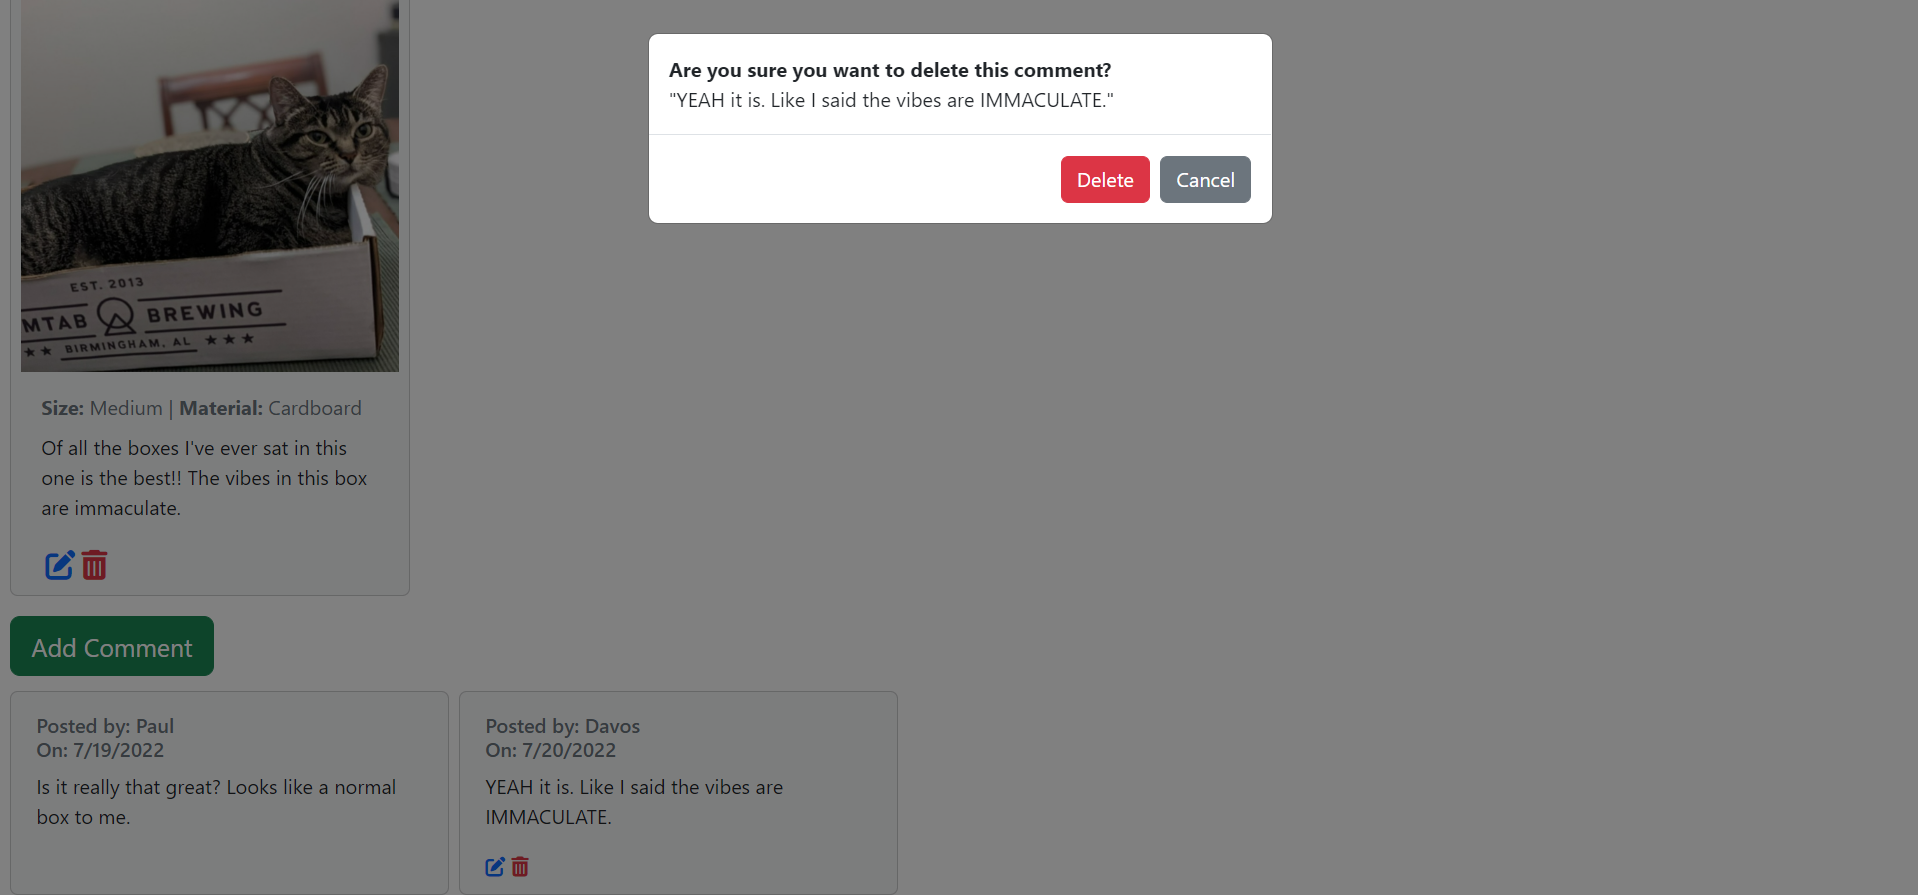 Are you sure you want to delete this comment?
"YEAH it is. Like I said the vibes are IMMACULATE."
Delete Cancel
EST. 2013
MTAB BREWING
BIRMINGHAM, AL
Size: Medium | Material: Cardboard
Of all the boxes I've ever sat in this
one is the best!! The vibes in this box
are immaculate.
Add Comment
Posted by: Paul
On: 7/19/2022
Is it really that great? Looks like a normal
box to me.
Posted by: Davos
On: 7/20/2022
YEAH it is. Like I said the vibes are
IMMACULATE.